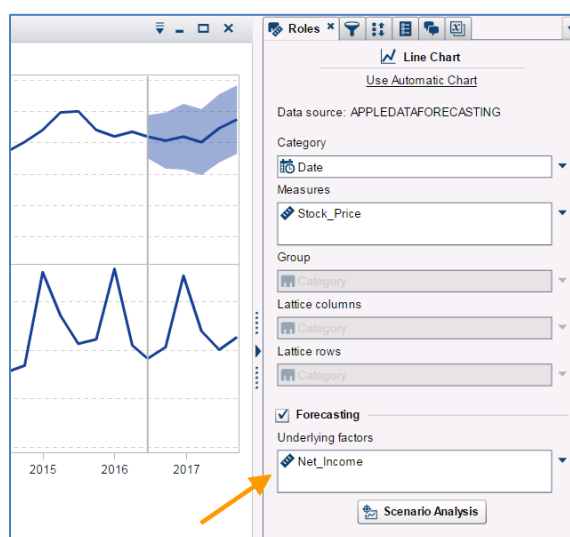 Roles
Line Chart
Use Automatic Chart
Data source: APPLEDATAFORECASTING
Category
Date
Measures
Stock_Price
Group
Category
Lattice columns
Category
Lattice rows
Category
Forecasting
Underlying factors
Net_Income
Scenario Analysis
2015 2016 2017